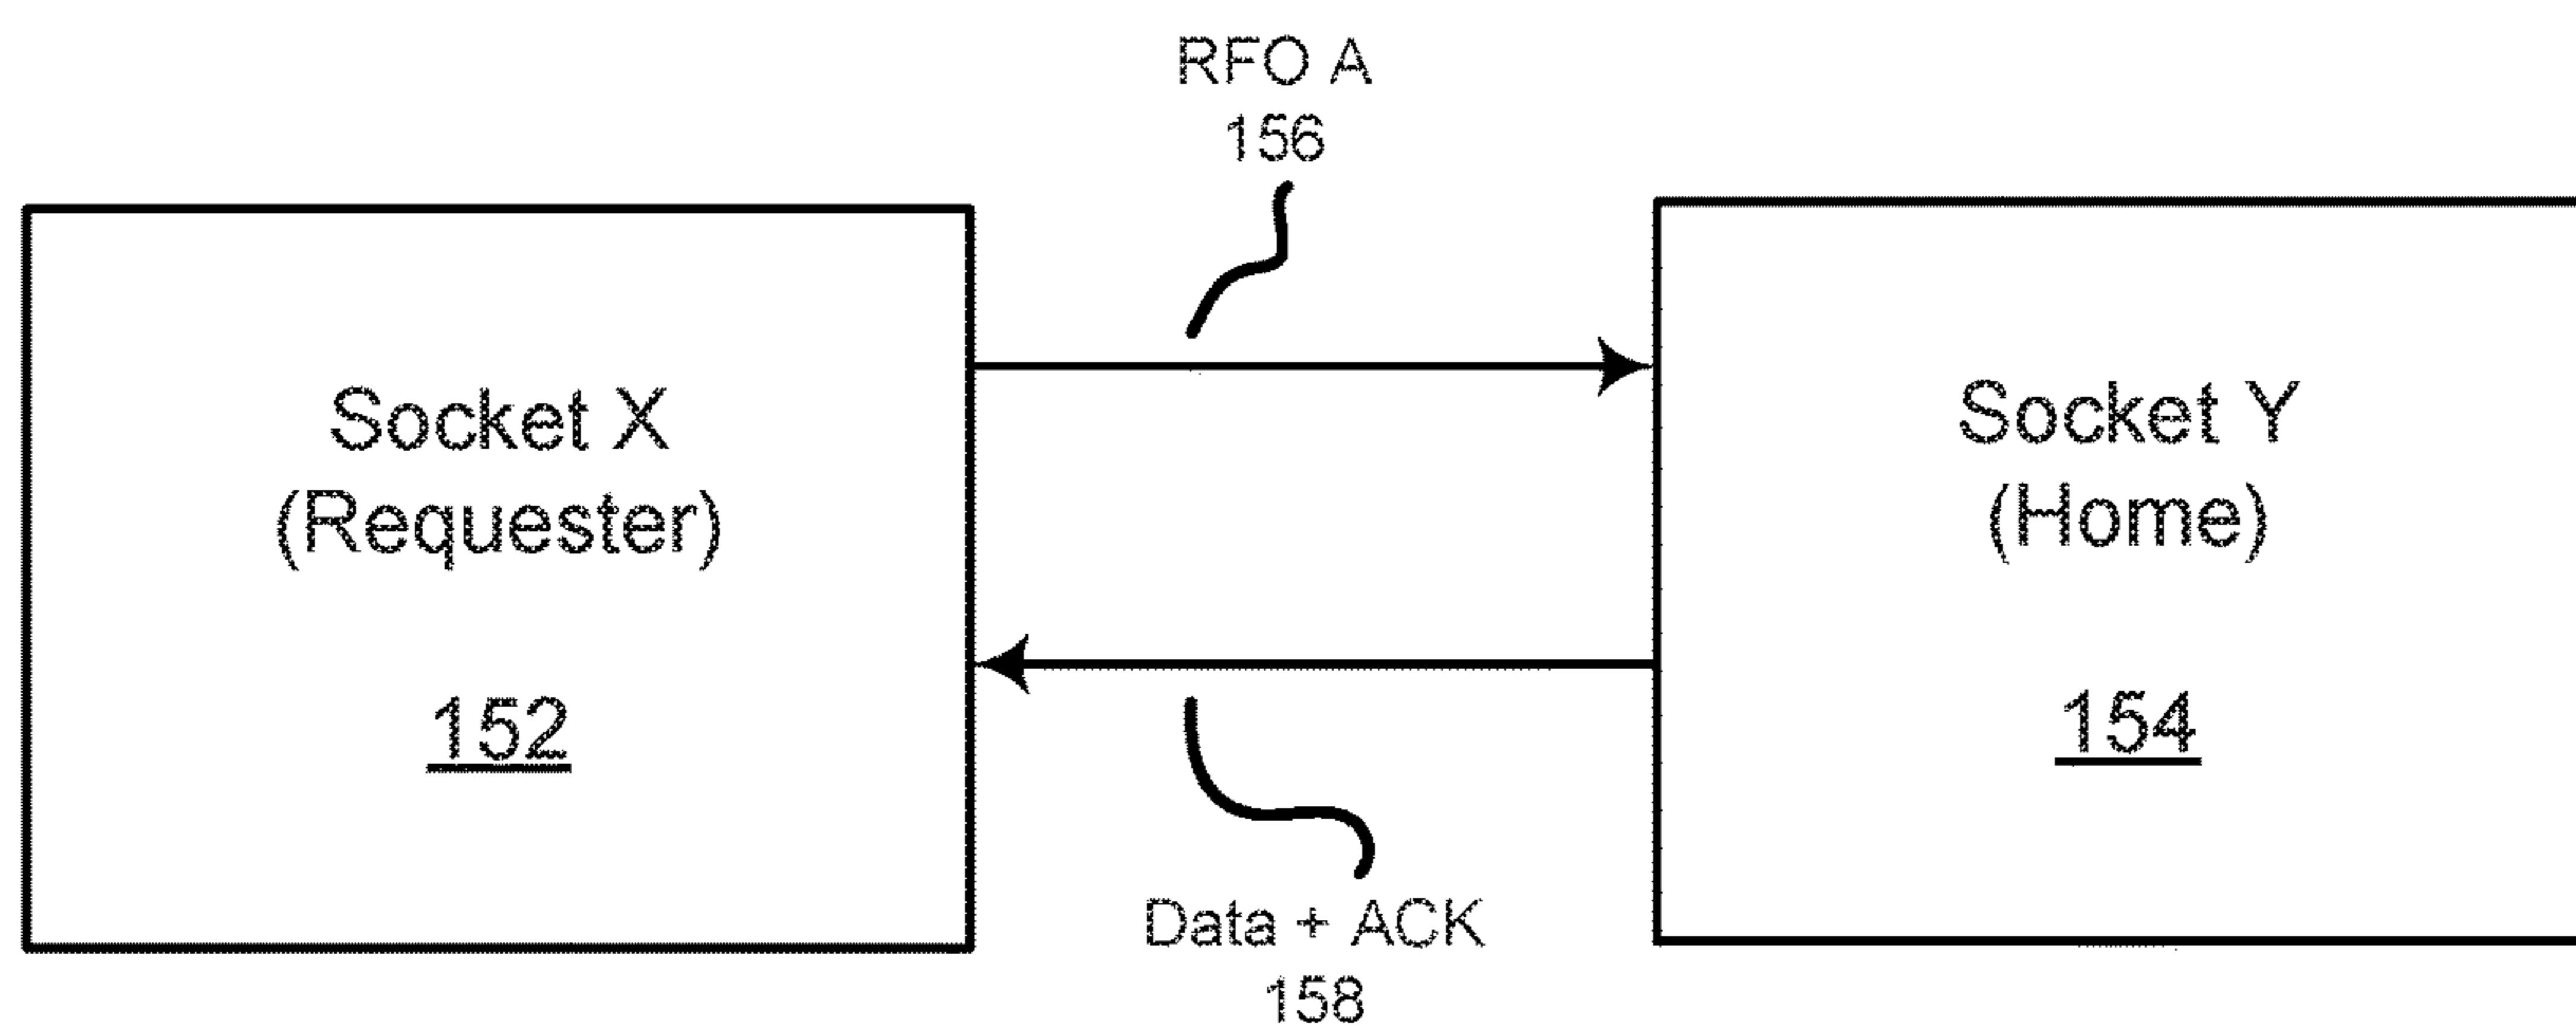 RFO A
156
Socket X
(Requester)
152
Socket Y
(Home)
154
Data + ACK
158